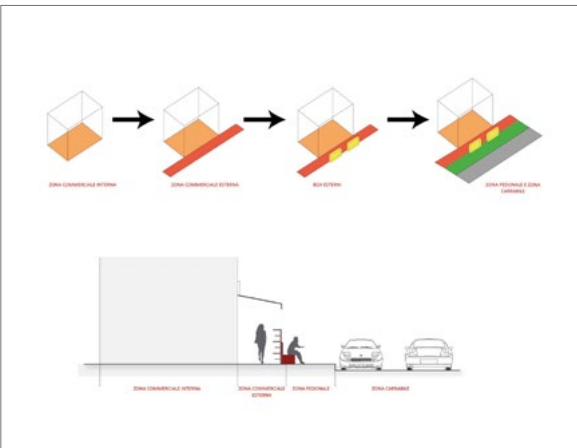 ZONA COMMERCIALE INTERNA
ZONA COMMERCIALE ESTERNA
BOX ESTERNI
ZONA PEDONALE E ZONA
CARRABILE
ZONA COMMERCIALE INTERNA
ZONA COMMERCIALE
ESTERNA
ZONA PEDONALE
ZONA CARRABILE